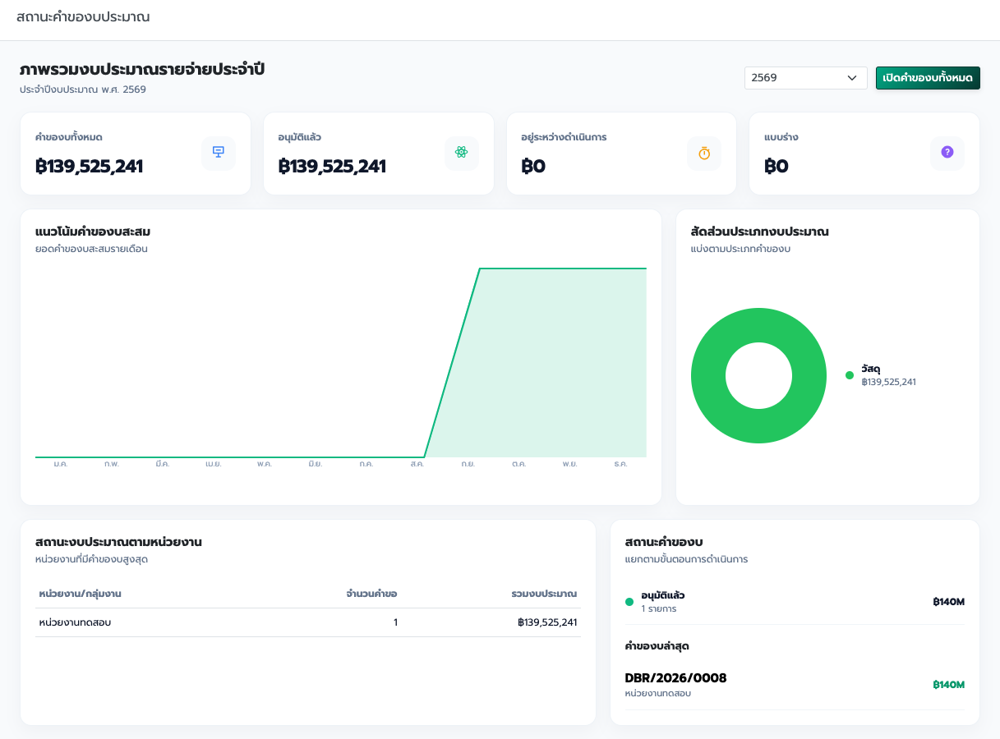 สถานะคำของบประมาณ
ภาพรวมงบประมาณรายจ่ายประจำปี
ประจำปีงบประมาณ พ.ศ. 2569
2569
เปิดคำของบทั้งหมด
คำของบทั้งหมด
฿139,525,241
อนุมัติแล้ว
฿139,525,241
อยู่ระหว่างดำเนินการ
฿0
แบบร่าง
฿0
?
แนวโน้มคำของบสะสม
ยอดคำของบสะสมรายเดือน
ม.ค. ก.พ. มี.ค. เม.ย. พ.ค. มิ.ย. ก.ค. ส.ค. ก.ย. ต.ค. พ.ย. ธ.ค.
สัดส่วนประเภทงบประมาณ
แบ่งตามประเภทคำของบ
วัสดุ
฿139,525,241
สถานะงบประมาณตามหน่วยงาน
หน่วยงานที่มีคำของบสูงสุด
หน่วยงาน/กลุ่มงาน จำนวนคำขอ รวมงบประมาณ
หน่วยงานทดสอบ 1 ฿139,525,241
สถานะคำของบ
แยกตามขั้นตอนการดำเนินการ
อนุมัติแล้ว
1 รายการ
฿140M
คำของบล่าสุด
DBR/2026/0008
หน่วยงานทดสอบ
฿140M